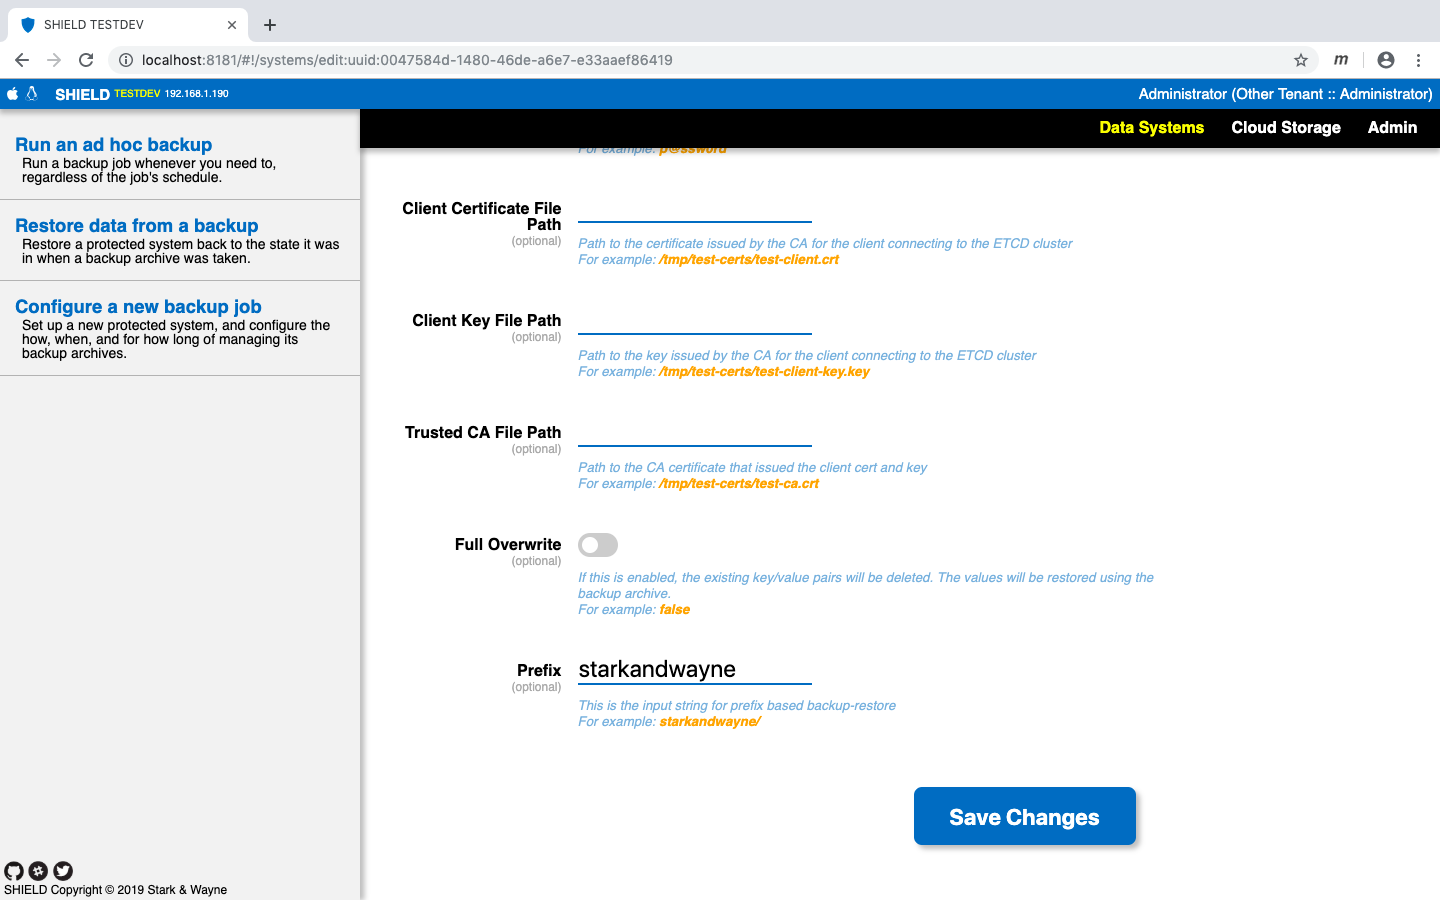 SHIELD TESTDEV
localhost:8181/#!/systems/edit:uuid:0047584d-1480-46de-a6e7-e33aaef86419
m
SHIELD TESTDEV 192.168.1.190
Administrator (Other Tenant :: Administrator)
Data Systems Cloud Storage Admin
Run an ad hoc backup
Run a backup job whenever you need to,
regardless of the job's schedule.
Restore data from a backup
Restore a protected system back to the state it was
in when a backup archive was taken.
Configure a new backup job
Set up a new protected system, and configure the
how, when, and for how long of managing its
backup archives.
For example: p@ssword
Client Certificate File
Path
(optional)
Path to the certificate issued by the CA for the client connecting to the ETCD cluster
For example: /tmp/test-certs/test-client.crt
Client Key File Path
(optional)
Path to the key issued by the CA for the client connecting to the ETCD cluster
For example: /tmp/test-certs/test-client-key.key
Trusted CA File Path
(optional)
Path to the CA certificate that issued the client cert and key
For example: /tmp/test-certs/test-ca.crt
Full Overwrite
(optional)
If this is enabled, the existing key/value pairs will be deleted. The values will be restored using the
backup archive.
For example: false
Prefix
(optional)
starkandwayne
This is the input string for prefix based backup-restore
For example: starkandwayne/
Save Changes
SHIELD Copyright © 2019 Stark & Wayne